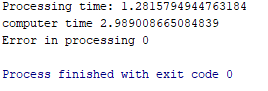 Processing time: 1.2815794944763184
computer time 2.989008665084839
Error in processing 0
Process finished with exit code 0